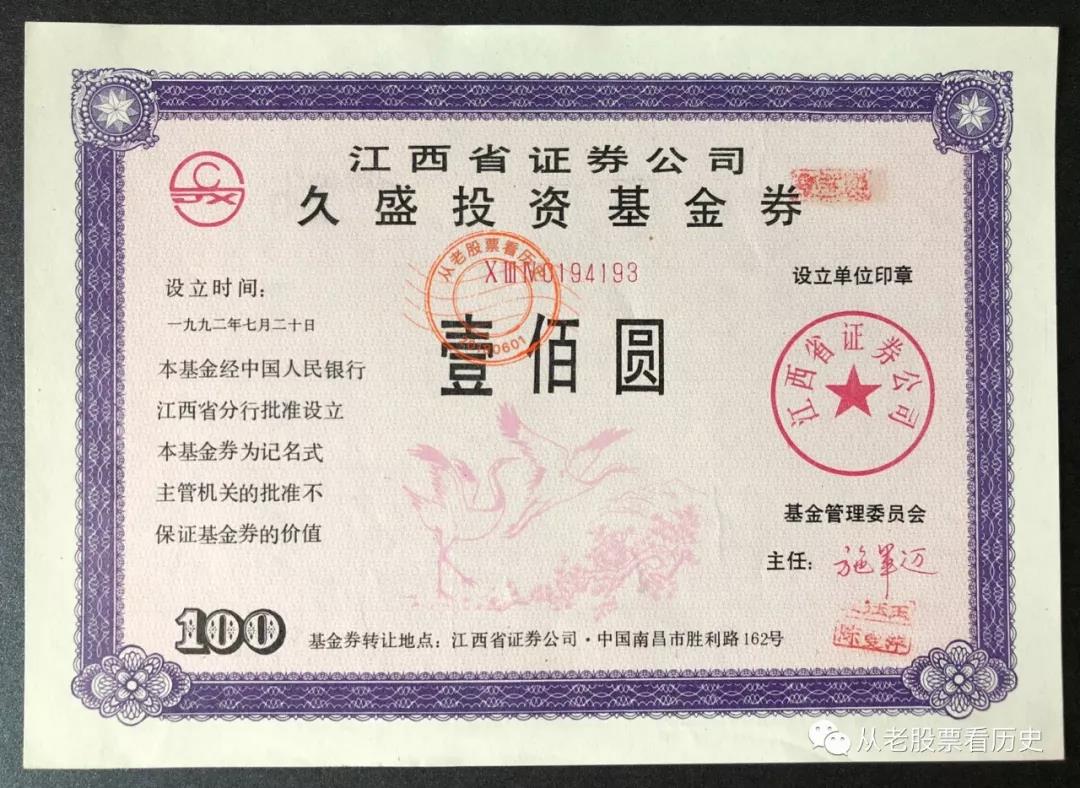 江西省证券公司
久盛投资基金券
C
JX
XIIIN0194193
从老股票看历史
壹佰圆
设立时间：
一九九二年七月二十日
本基金经中国人民银行
江西省分行批准设立
本基金券为记名式
主管机关的批准不
保证基金券的价值
设立单位印章
江西省证券公司
基金管理委员会
主任：
100
基金券转让地点：江西省证券公司·中国南昌市胜利路162号
从老股票看历史